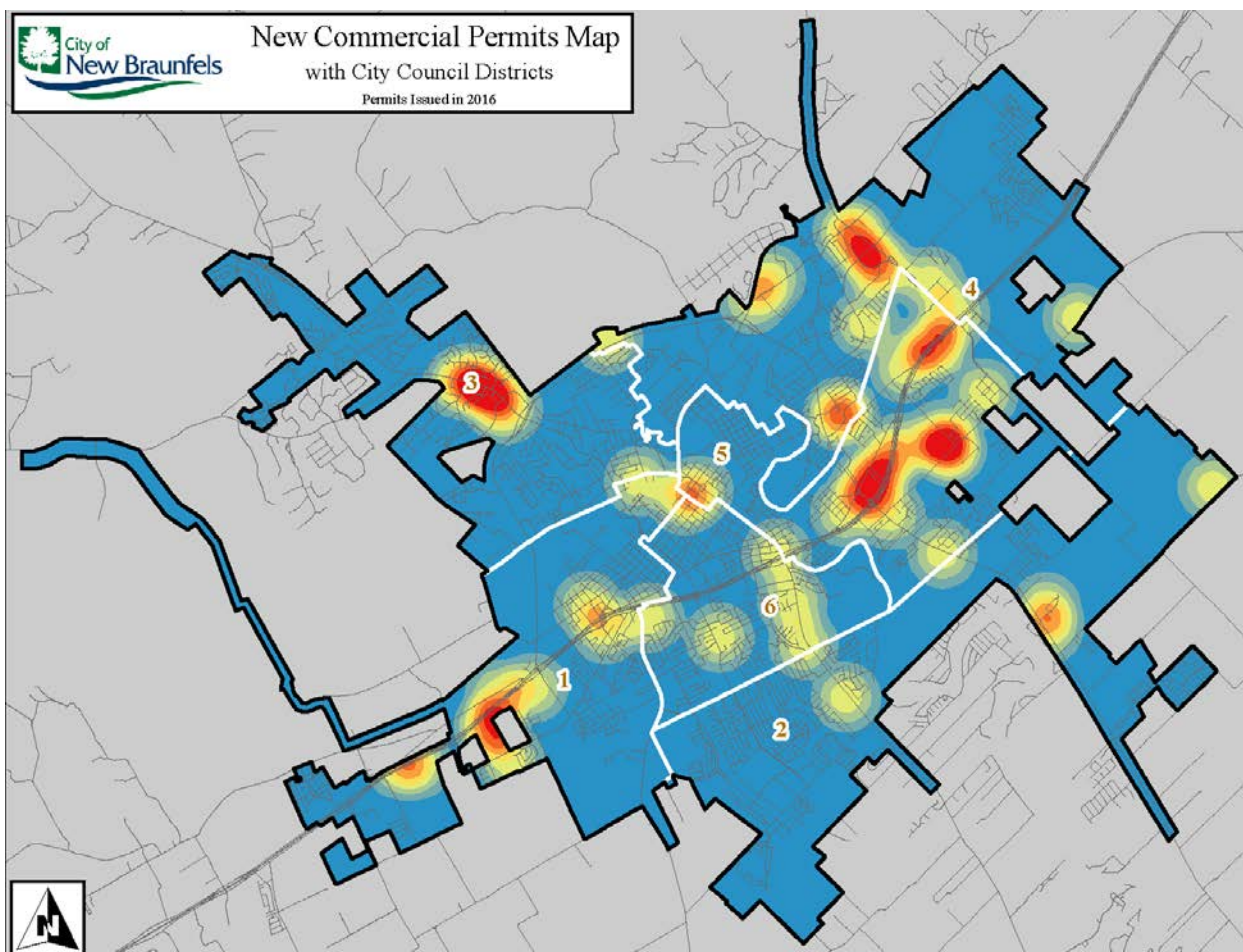 City of
New Braunfels
New Commercial Permits Map
with City Council Districts
Permits Issued in 2016
4
3
5
6
1
2
N